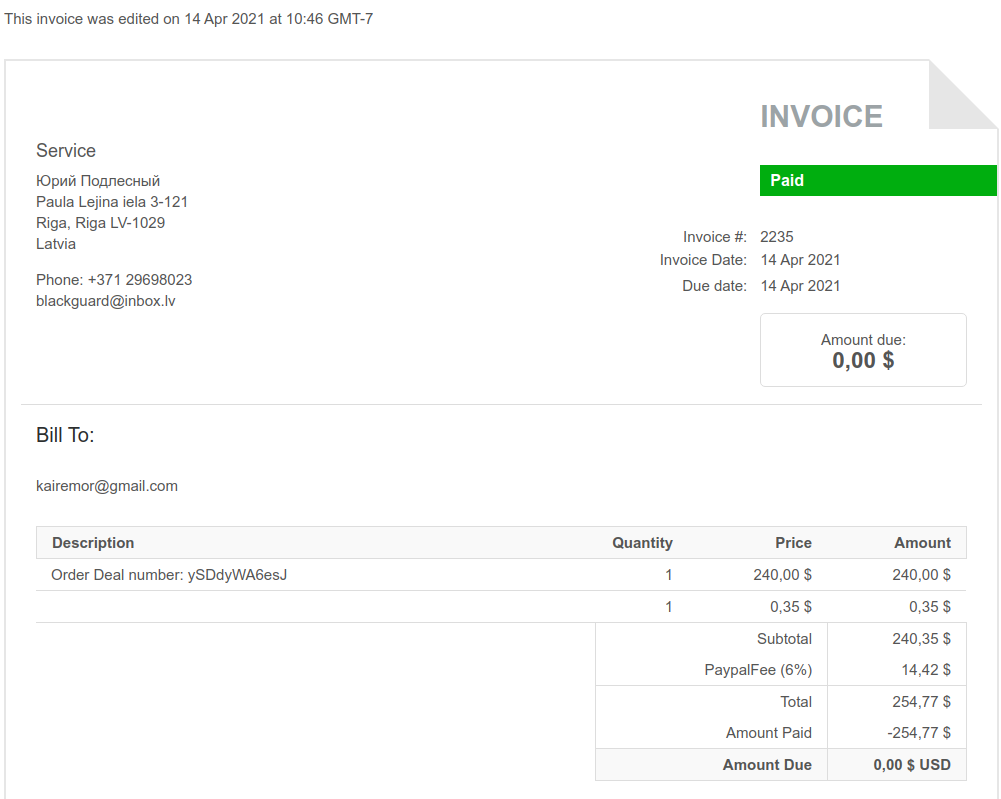 This invoice was edited on 14 Apr 2021 at 10:46 GMT-7
INVOICE
Paid
Service
Юрий Подлесный
Paula Lejina iela 3-121
Riga, Riga LV-1029
Latvia
Phone: +371 29698023
blackguard@inbox.lv
Invoice #: 2235
Invoice Date: 14 Apr 2021
Due date: 14 Apr 2021
Amount due:
0,00 $
Bill To:
kairemor@gmail.com
Description Quantity Price Amount
Order Deal number: ySDdyWA6esJ 1 240,00 $ 240,00 $
1 0,35 $ 0,35 $
Subtotal 240,35 $
PaypalFee (6%) 14,42 $
Total 254,77 $
Amount Paid -254,77 $
Amount Due 0,00 $ USD